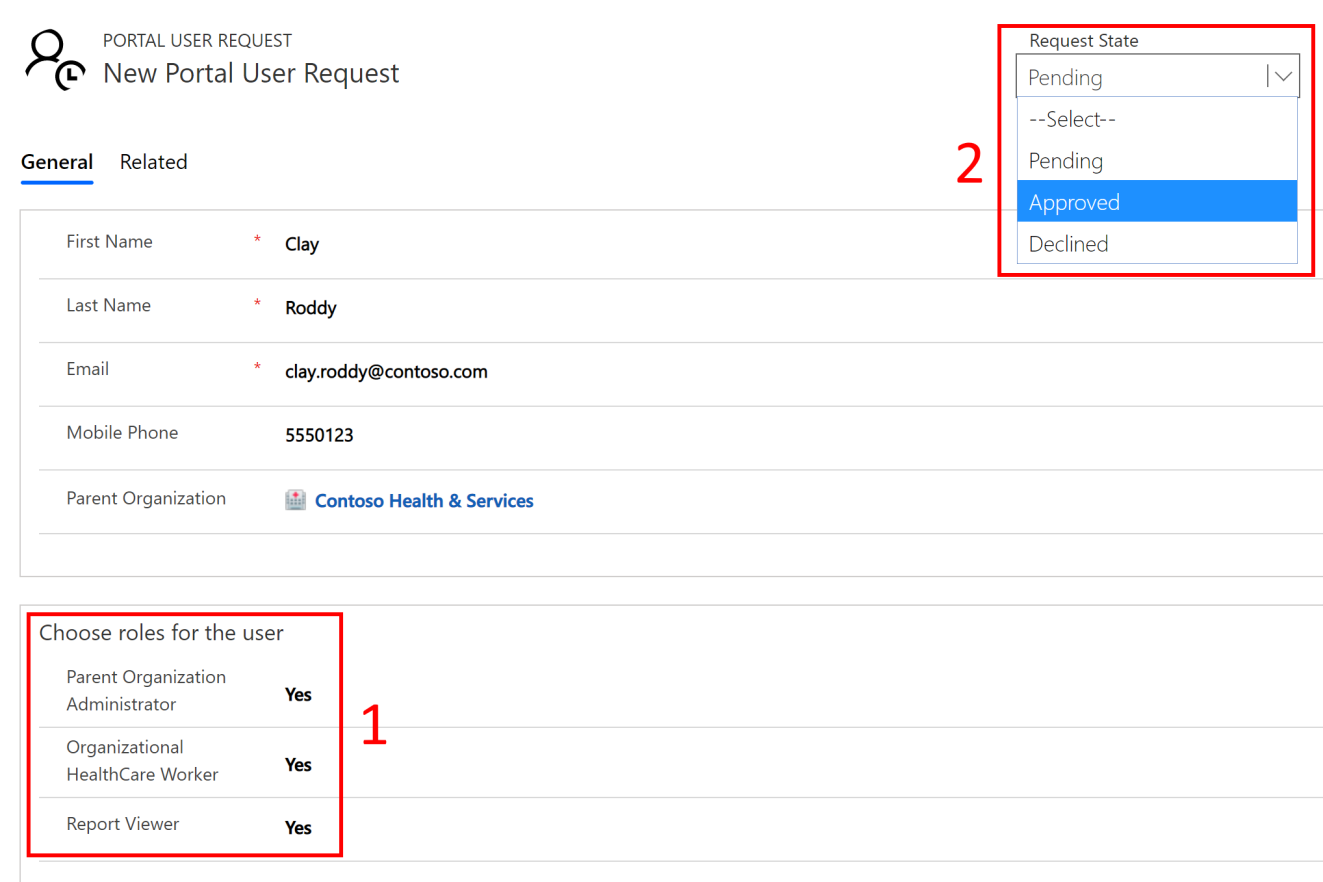 PORTAL USER REQUEST
New Portal User Request
Request State
Pending
--Select--
Pending
Approved
Declined
2
General Related
First Name * Clay
Last Name * Roddy
Email * clay.roddy@contoso.com
Mobile Phone 5550123
Parent Organization Contoso Health & Services
Choose roles for the user
Parent Organization
Administrator Yes
1
Organizational
HealthCare Worker Yes
Report Viewer Yes